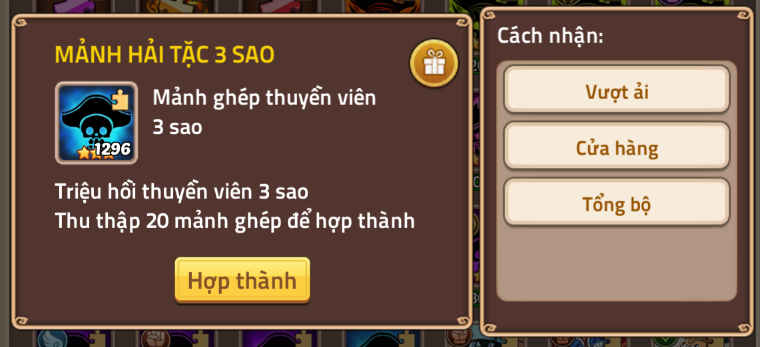 MẢNH HẢI TẶC 3 SAO
Mảnh ghép thuyền viên
3 sao
1296
Triệu hồi thuyền viên 3 sao
Thu thập 20 mảnh ghép để hợp thành
Hợp thành
Cách nhận:
Vượt ải
Cửa hàng
Tổng bộ